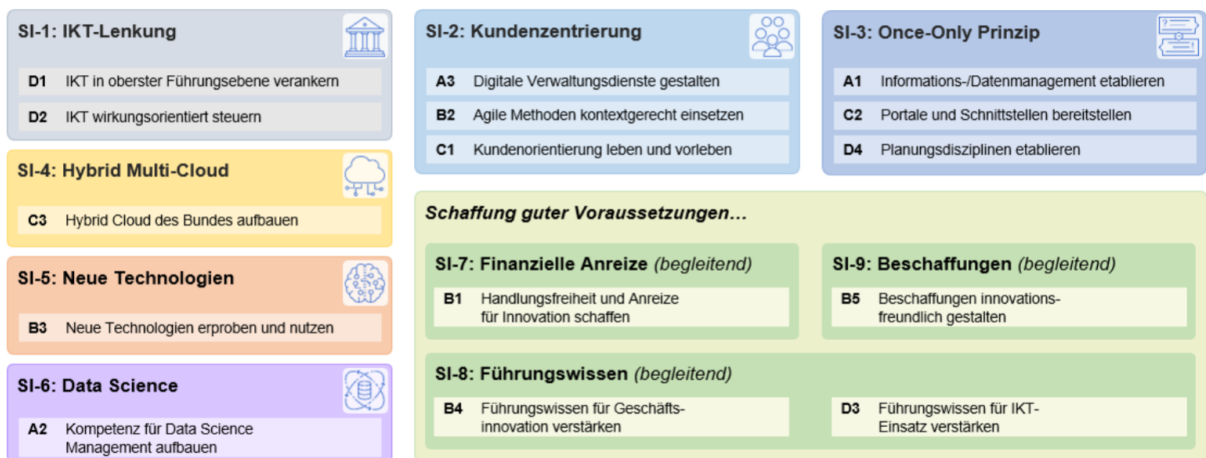 SI-1: IKT-Lenkung
D1 IKT in oberster Führungsebene verankern
D2 IKT wirkungsorientiert steuern
SI-2: Kundenzentrierung
A3 Digitale Verwaltungsdienste gestalten
B2 Agile Methoden kontextgerecht einsetzen
C1 Kundenorientierung leben und vorleben
SI-3: Once-Only Prinzip
A1 Informations-/Datenmanagement etablieren
C2 Portale und Schnittstellen bereitstellen
D4 Planungsdisziplinen etablieren
SI-4: Hybrid Multi-Cloud
C3 Hybrid Cloud des Bundes aufbauen
SI-5: Neue Technologien
B3 Neue Technologien erproben und nutzen
SI-6: Data Science
A2 Kompetenz für Data Science
Management aufbauen
Schaffung guter Voraussetzungen…
SI-7: Finanzielle Anreize (begleitend)
B1 Handlungsfreiheit und Anreize
für Innovation schaffen
SI-9: Beschaffungen (begleitend)
B5 Beschaffungen innovations-
freundlich gestalten
SI-8: Führungswissen (begleitend)
B4 Führungswissen für Geschäfts-
innovation verstärken
D3 Führungswissen für IKT-
Einsatz verstärken